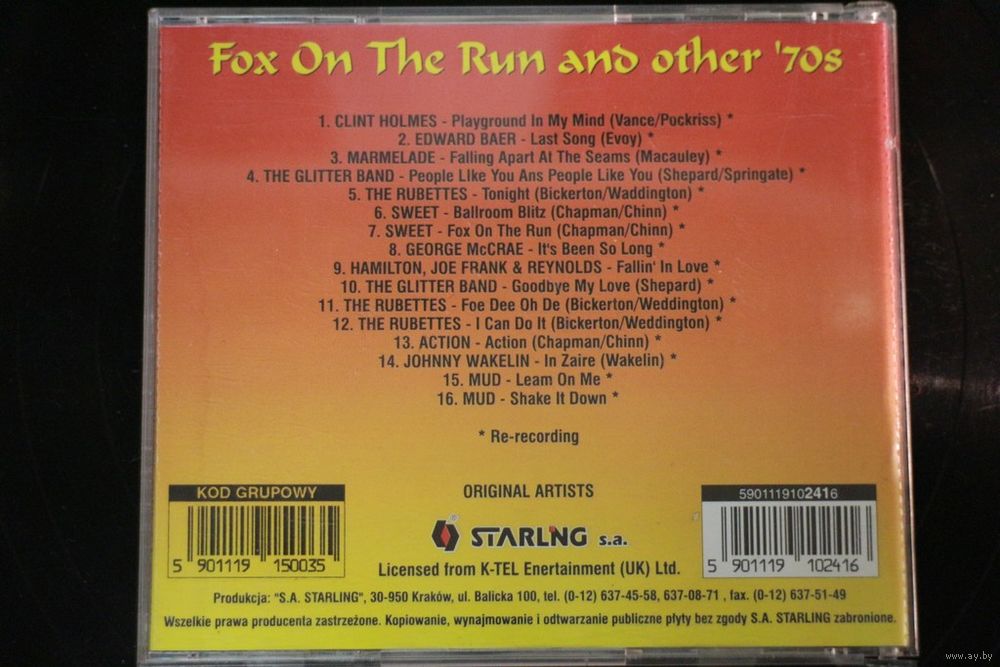 Fox On The Run and other '70s
1. CLINT HOLMES - Playground In My Mind (Vance/Pockriss) *
2. EDWARD BAER - Last Song (Evoy) *
3. MARMELADE - Falling Apart At The Seams (Macauley) *
4. THE GLITTER BAND - People Like You Ans People Like You (Shepard/Springate) *
5. THE RUBETTES - Tonight (Bickerton/Waddington) *
6. SWEET - Ballroom Blitz (Chapman/Chinn) *
7. SWEET - Fox On The Run (Chapman/Chinn) *
8. GEORGE McCRAE - It's Been So Long *
9. HAMILTON, JOE FRANK & REYNOLDS - Fallin' In Love *
10. THE GLITTER BAND - Goodbye My Love (Shepard) *
11. THE RUBETTES - Foe Dee Oh De (Bickerton/Weddington) *
12. THE RUBETTES - I Can Do It (Bickerton/Weddington) *
13. ACTION - Action (Chapman/Chinn) *
14. JOHNNY WAKELIN - In Zaire (Wakelin) *
15. MUD - Leam On Me *
16. MUD - Shake It Down *
* Re-recording
KOD GRUPOWY
5 901119 150035
ORIGINAL ARTISTS
® STARLING s.a.
Licensed from K-TEL Enertainment (UK) Ltd.
5901119102416
5 901119 102416
Produkcja: "S.A. STARLING", 30-950 Kraków, ul. Balicka 100, tel. (0-12) 637-45-58, 637-08-71 , fax. (0-12) 637-51-49
Wszelkie prawa producenta zastrzeżone. Kopiowanie, wynajmowanie i odtwarzanie publiczne płyty bez zgody S.A. STARLING zabronione.
www.ay.by